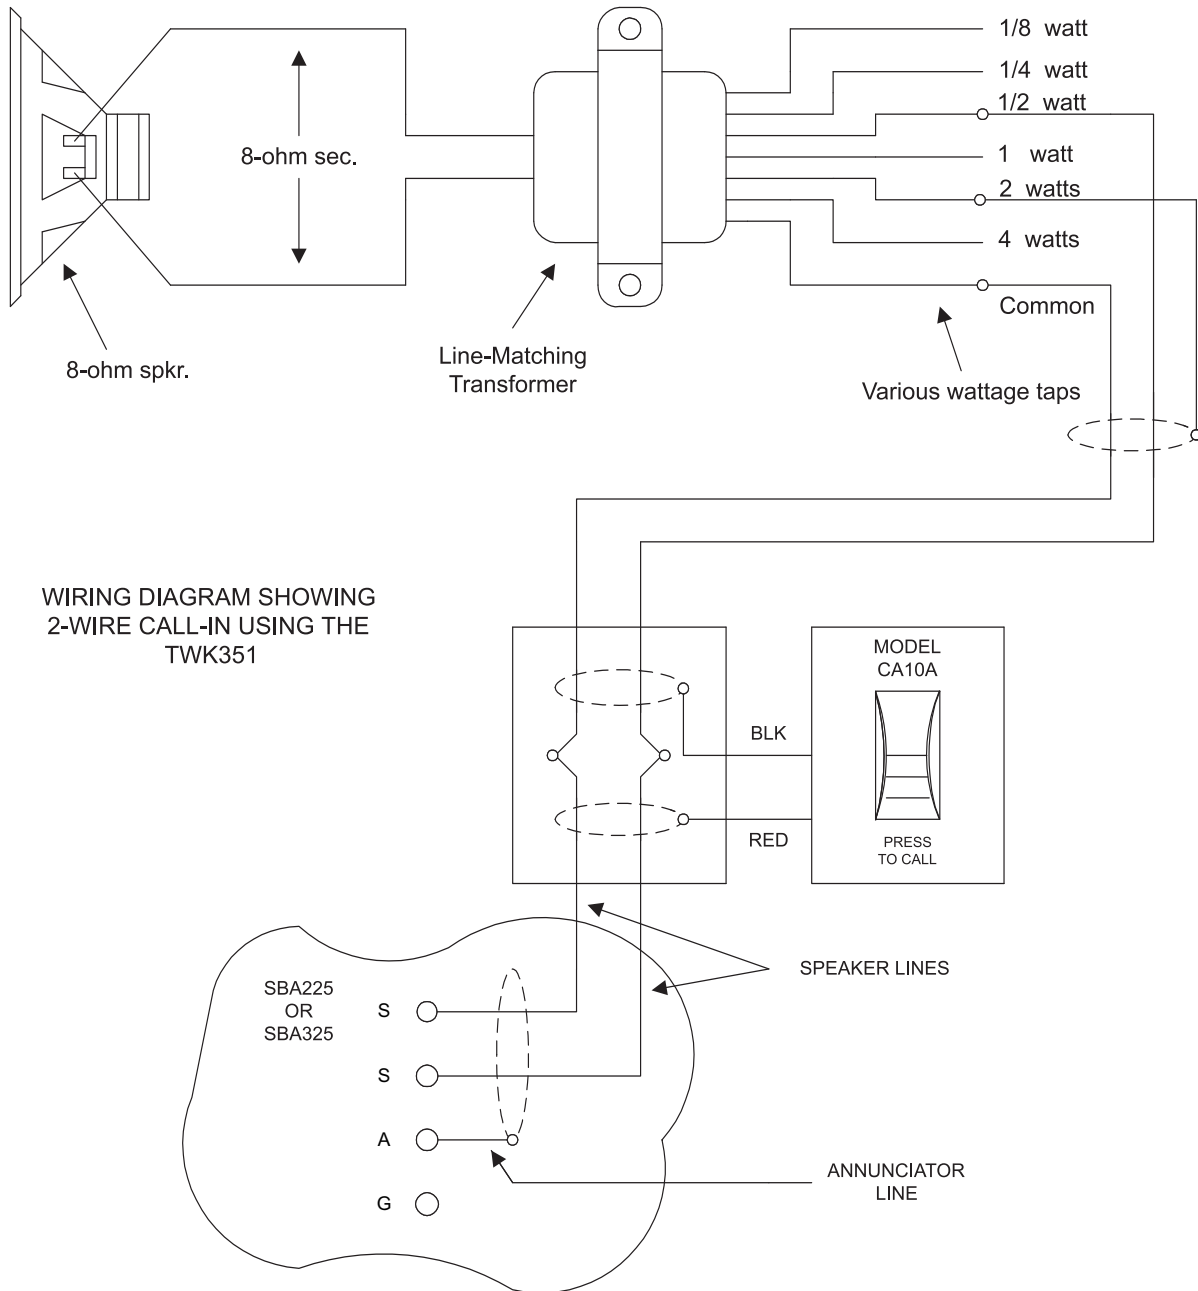 1/8 watt
1/4 watt
1/2 watt
8-ohm sec.
1 watt
2 watts
4 watts
Common
8-ohm spkr.
Line-Matching
Transformer
Various wattage taps
WIRING DIAGRAM SHOWING
2-WIRE CALL-IN USING THE
TWK351
MODEL
CA10A
BLK
RED
PRESS
TO CALL
SPEAKER LINES
SBA225
OR
SBA325
S
S
A
G
ANNUNCIATOR
LINE